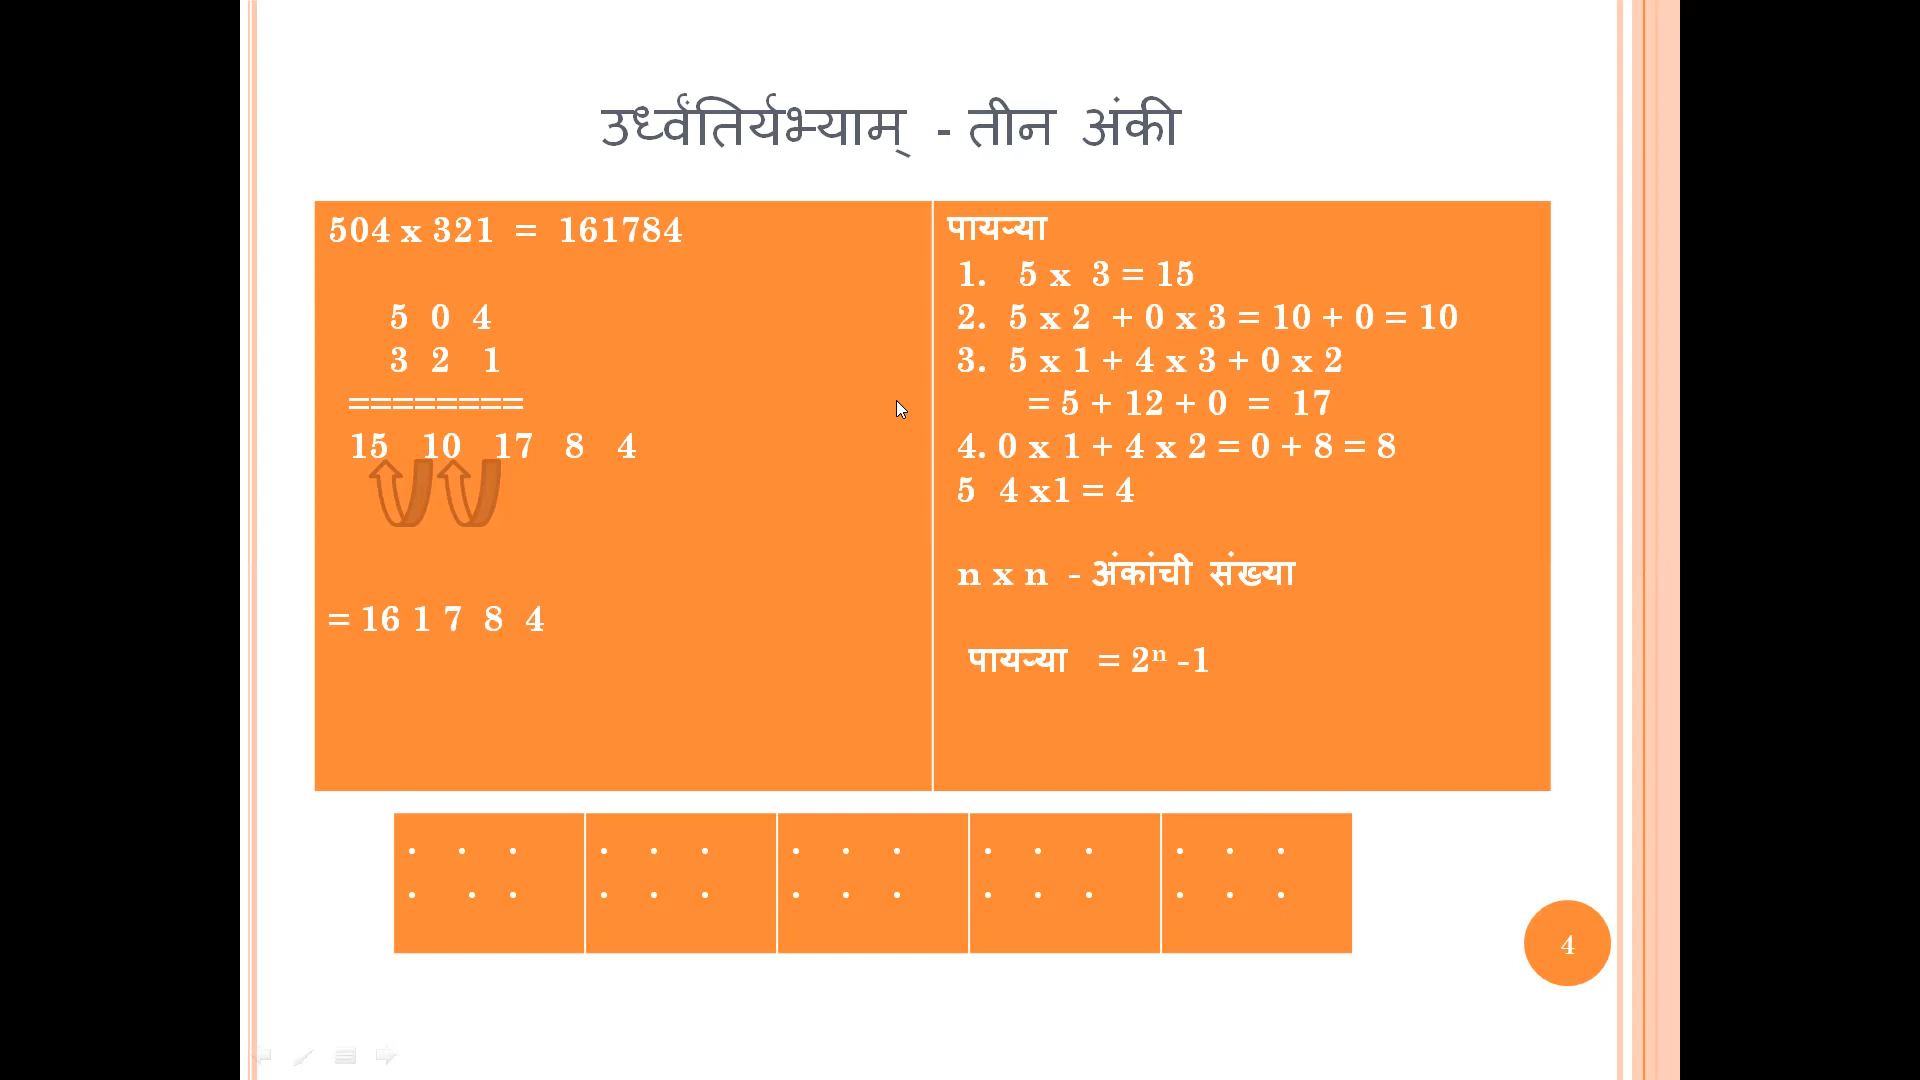 उर्ध्वंतिर्यभ्याम् - तीन अंकी
504 x 321 = 161784
5 0 4
3 2 1
========
15 10 17 8 4
= 16 1 7 8 4
पायऱ्या
1. 5 x 3 = 15
2. 5 x 2 + 0 x 3 = 10 + 0 = 10
3. 5 x 1 + 4 x 3 + 0 x 2
= 5 + 12 + 0 = 17
4. 0 x 1 + 4 x 2 = 0 + 8 = 8
5 4 x1 = 4
n x n - अंकांची संख्या
पायऱ्या = 2ⁿ -1
. . . . . . . . . . . . . . .
. . . . . . . . . . . . . . .
4